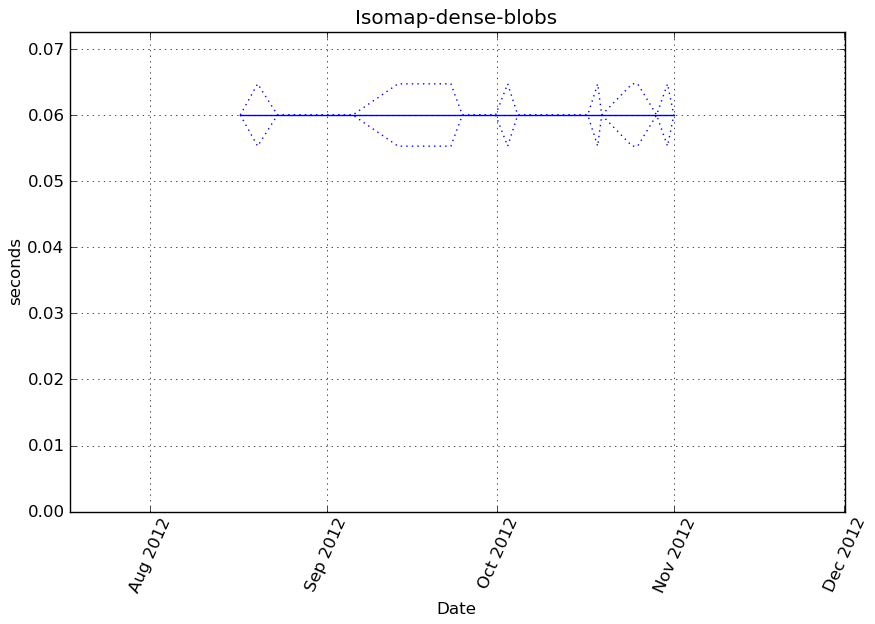 Isomap-dense-blobs
0.07
0.06
0.05
0.04
0.03
0.02
0.01
0.00
seconds
Aug 2012
Sep 2012
Oct 2012
Nov 2012
Dec 2012
Date